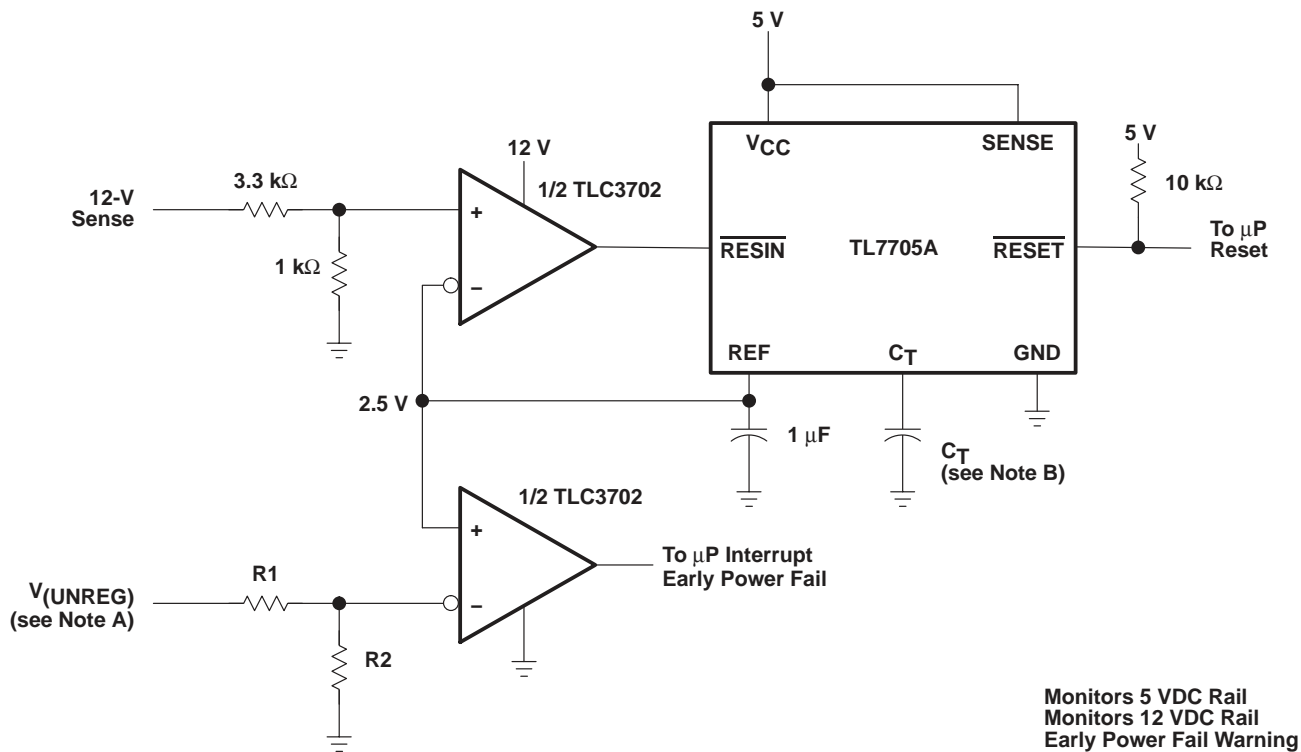 5 V
12 V
1/2 TLC3702
12-V
Sense
3.3 kΩ
+
−
1 kΩ
VCC
SENSE
RESIN
TL7705A
RESET
REF
CT
GND
5 V
10 kΩ
To μP
Reset
2.5 V
1 μF
CT
(see Note B)
1/2 TLC3702
+
−
To μP Interrupt
Early Power Fail
V(UNREG)
(see Note A)
R1
R2
Monitors 5 VDC Rail
Monitors 12 VDC Rail
Early Power Fail Warning